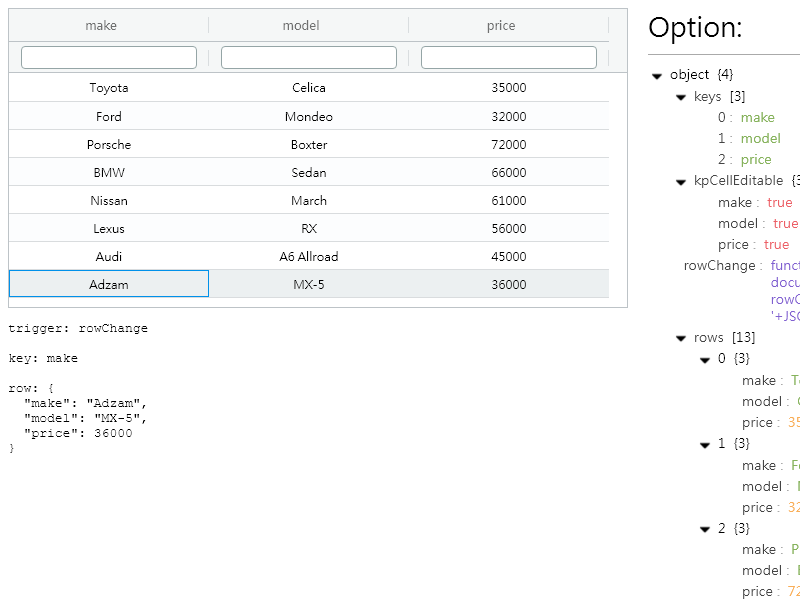 make model price
Toyota Celica 35000
Ford Mondeo 32000
Porsche Boxter 72000
BMW Sedan 66000
Nissan March 61000
Lexus RX 56000
Audi A6 Allroad 45000
Adzam MX-5 36000
trigger: rowChange
key: make
row: {
"make": "Adzam",
"model": "MX-5",
"price": 36000
}
Option:
object {4}
keys [3]
0 : make
1 : model
2 : price
kpCellEditable {3
make : true
model : true
price : true
rowChange : funct
docu
rowC
'+JSO
rows [13]
0 {3}
make : To
model :
price : 35
1 {3}
make : Fo
model :
price : 32
2 {3}
make : P
model :
price : 72